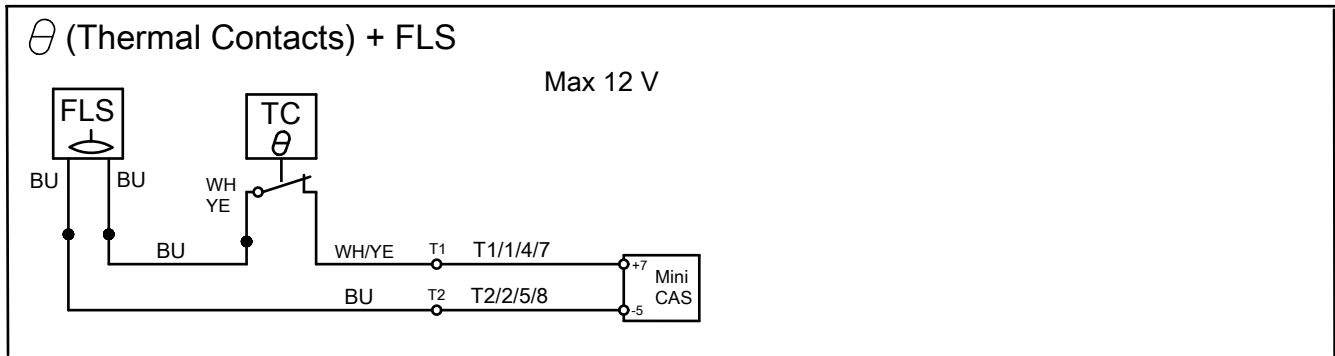 θ (Thermal Contacts) + FLS
Max 12 V
FLS
TC
θ
BU
BU
WH
YE
BU
WH/YE
T1
T1/1/4/7
+7
Mini
CAS
BU
T2
T2/2/5/8
-5